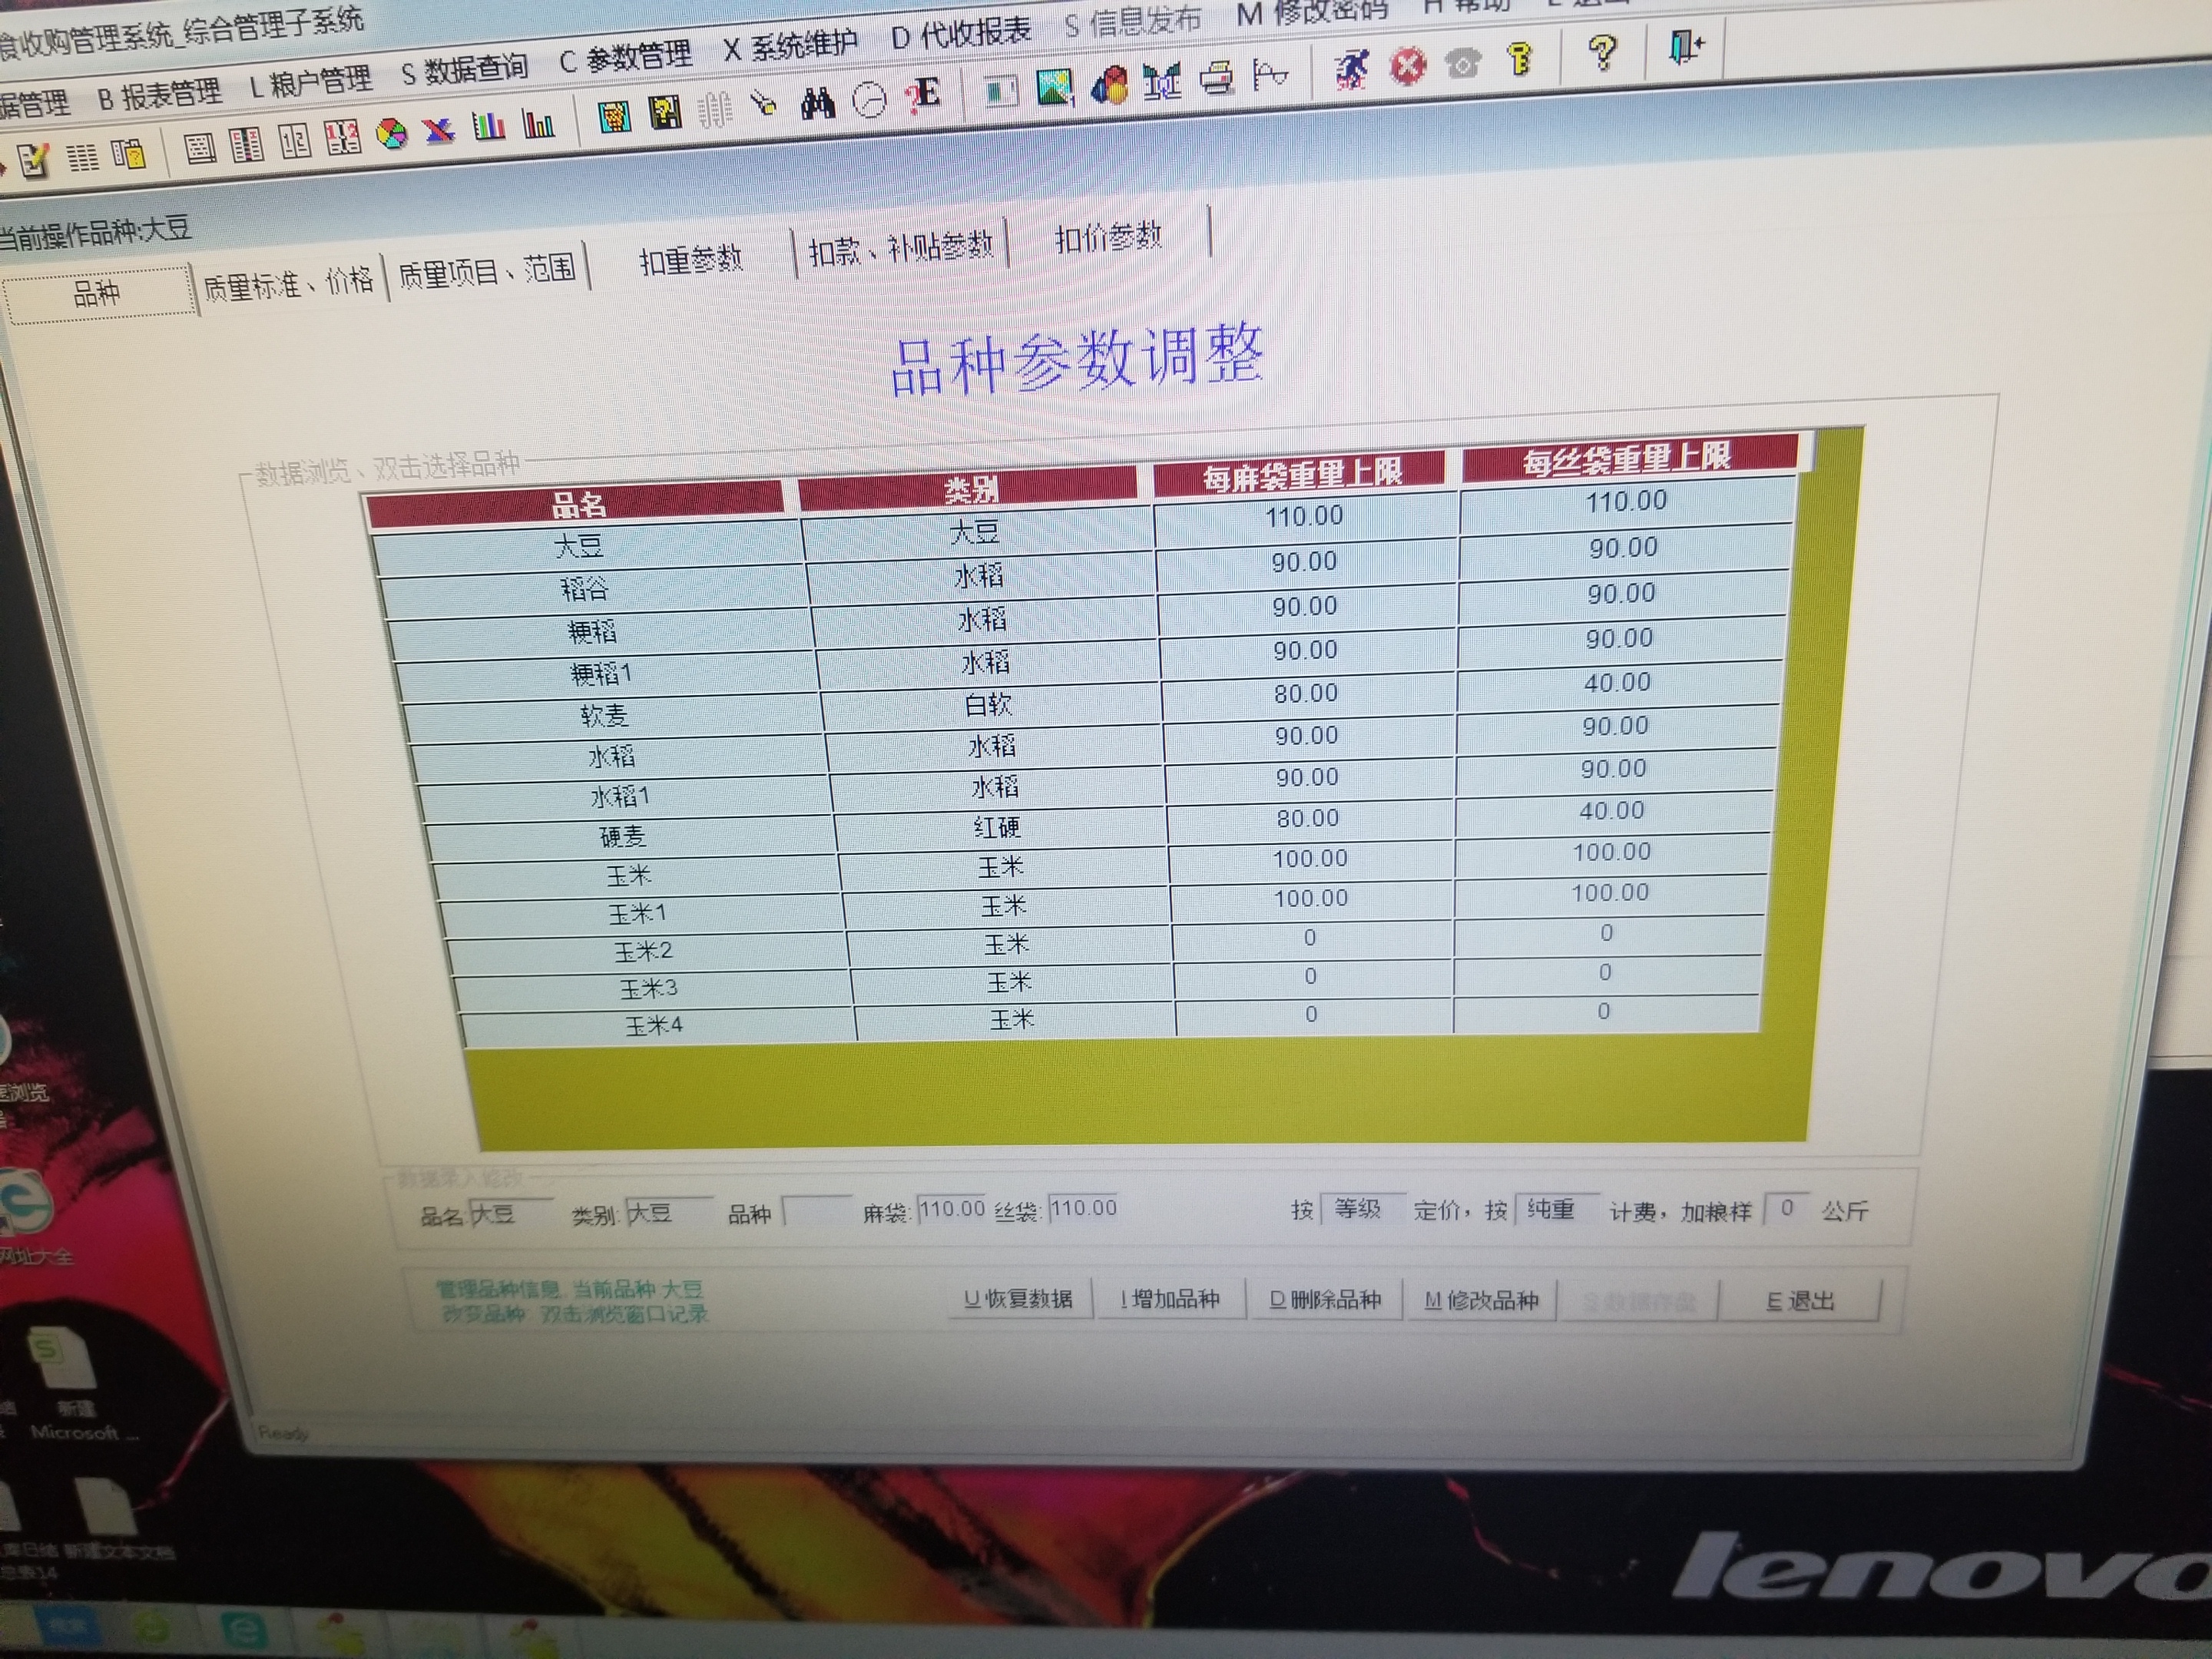 食收购管理系统_综合管理子系统
据管理 B 报表管理 L 粮户管理 S 数据查询 C 参数管理 X 系统维护 D 代收报表 S 信息发布 M 修改密码 H 帮助
当前操作品种:大豆
品种 质量标准、价格 质量项目、范围 扣重参数 扣款、补贴参数 扣价参数
品种参数调整
数据浏览、双击选择品种
品名 类别 每麻袋重量上限 每丝袋重量上限
大豆 大豆 110.00 110.00
稻谷 水稻 90.00 90.00
粳稻 水稻 90.00 90.00
粳稻1 水稻 90.00 90.00
软麦 白软 80.00 40.00
水稻 水稻 90.00 90.00
水稻1 水稻 90.00 90.00
硬麦 红硬 80.00 40.00
玉米 玉米 100.00 100.00
玉米1 玉米 100.00 100.00
玉米2 玉米 0 0
玉米3 玉米 0 0
玉米4 玉米 0 0
数据录入修改
品名:大豆 类别:大豆 品种 麻袋:110.00 丝袋:110.00 按 等级 定价，按 纯重 计费，加粮样 0 公斤
管理品种信息 当前品种 大豆
改变品种 双击浏览窗口记录
U 恢复数据 I 增加品种 D 删除品种 M 修改品种 E 退出
Ready
浏览
网址大全
新建
Microsoft ...
新建文本文档
lenovo